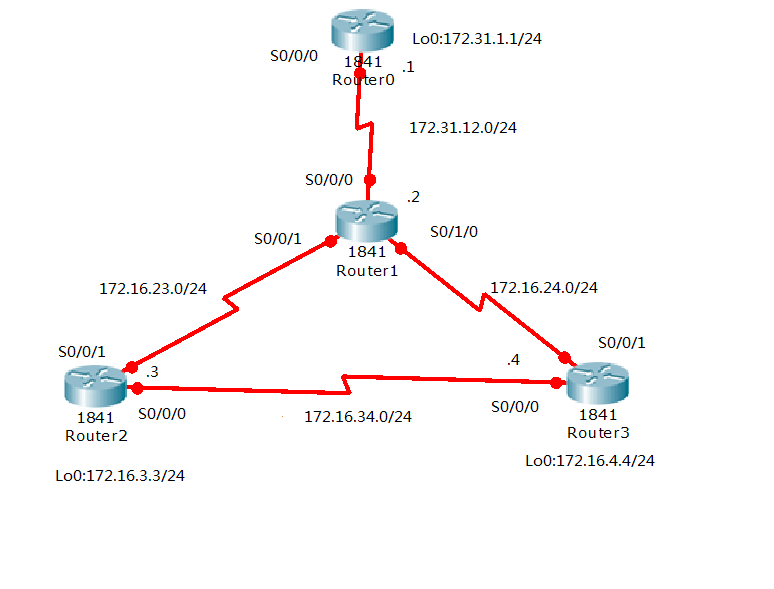 Lo0:172.31.1.1/24
S0/0/0
1841
.1
Router0
172.31.12.0/24
S0/0/0
.2
S0/0/1
S0/1/0
1841
Router1
172.16.23.0/24
172.16.24.0/24
S0/0/1
S0/0/1
.3
.4
S0/0/0
S0/0/0
1841
Router2
172.16.34.0/24
1841
Router3
Lo0:172.16.3.3/24
Lo0:172.16.4.4/24